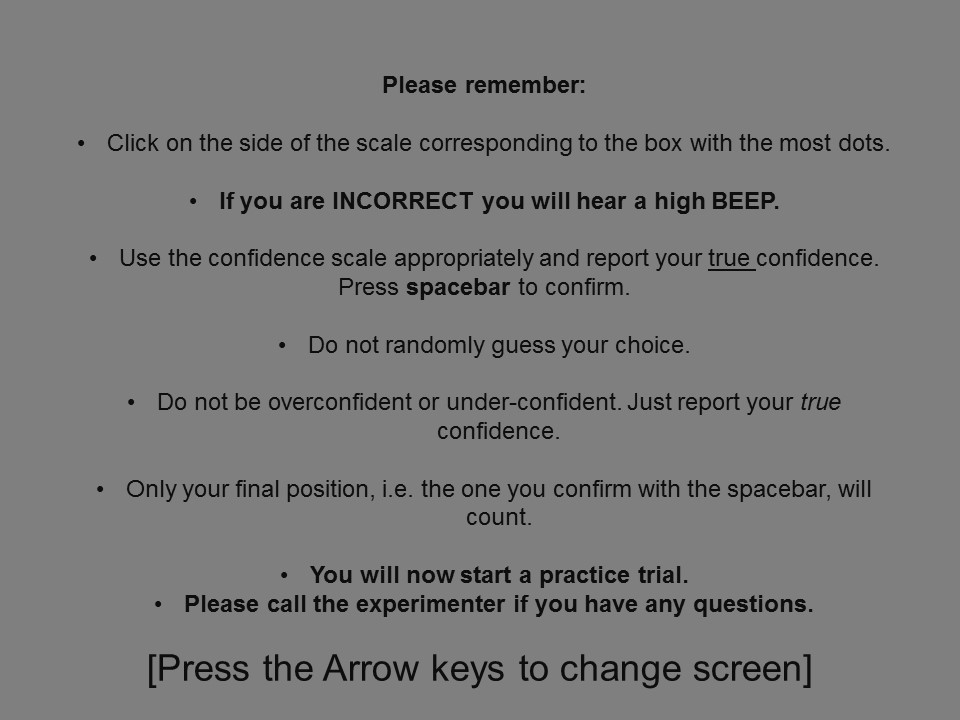 Please remember:
• Click on the side of the scale corresponding to the box with the most dots.
• If you are INCORRECT you will hear a high BEEP.
• Use the confidence scale appropriately and report your true confidence.
Press spacebar to confirm.
• Do not randomly guess your choice.
• Do not be overconfident or under-confident. Just report your true
confidence.
• Only your final position, i.e. the one you confirm with the spacebar, will
count.
• You will now start a practice trial.
• Please call the experimenter if you have any questions.
[Press the Arrow keys to change screen]